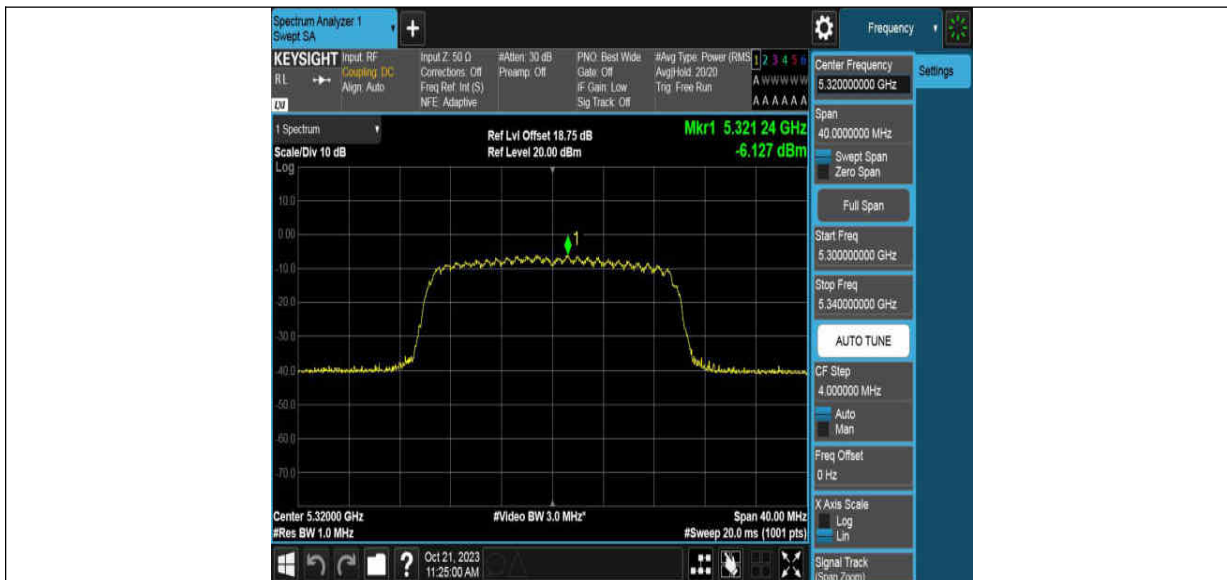 Spectrum Analyzer 1
Swept SA
Frequency
KEYSIGHT
RL
LXI
Input: RF
Coupling: DC
Align: Auto
Input Z: 50 Ω
Corrections: Off
Freq Ref: Int (S)
NFE: Adaptive
#Atten: 30 dB
Preamp: Off
PNO: Best Wide
Gate: Off
IF Gain: Low
Sig Track: Off
#Avg Type: Power (RMS
Avg|Hold: 20/20
Trig: Free Run
1 2 3 4 5 6
A W W W W W
A A A A A A
Center Frequency
5.320000000 GHz
Settings
Span
40.0000000 MHz
Swept Span
Zero Span
Full Span
Start Freq
5.300000000 GHz
Stop Freq
5.340000000 GHz
AUTO TUNE
CF Step
4.000000 MHz
Auto
Man
Freq Offset
0 Hz
X Axis Scale
Log
Lin
Signal Track
(Span Zoom)
1 Spectrum
Scale/Div 10 dB
Log
Ref Lvl Offset 18.75 dB
Ref Level 20.00 dBm
Mkr1 5.321 24 GHz
-6.127 dBm
10.0
0.00
1
-10.0
-20.0
-30.0
-40.0
-50.0
-60.0
-70.0
Center 5.32000 GHz
#Res BW 1.0 MHz
#Video BW 3.0 MHz*
Span 40.00 MHz
#Sweep 20.0 ms (1001 pts)
?
Oct 21, 2023
11:25:00 AM